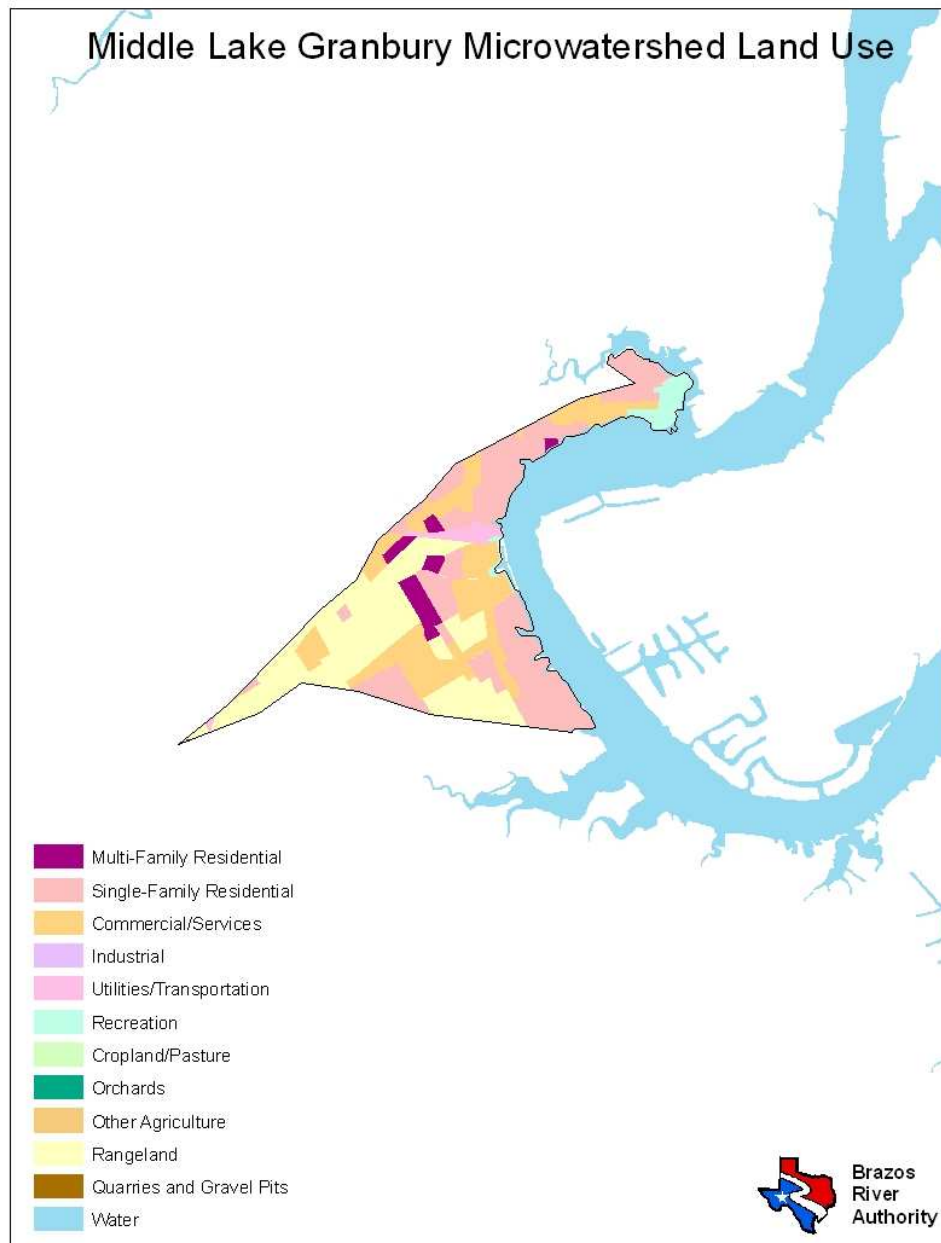 Middle Lake Granbury Microwatershed Land Use
Multi-Family Residential
Single-Family Residential
Commercial/Services
Industrial
Utilities/Transportation
Recreation
Cropland/Pasture
Orchards
Other Agriculture
Rangeland
Quarries and Gravel Pits
Water
Brazos
River
Authority